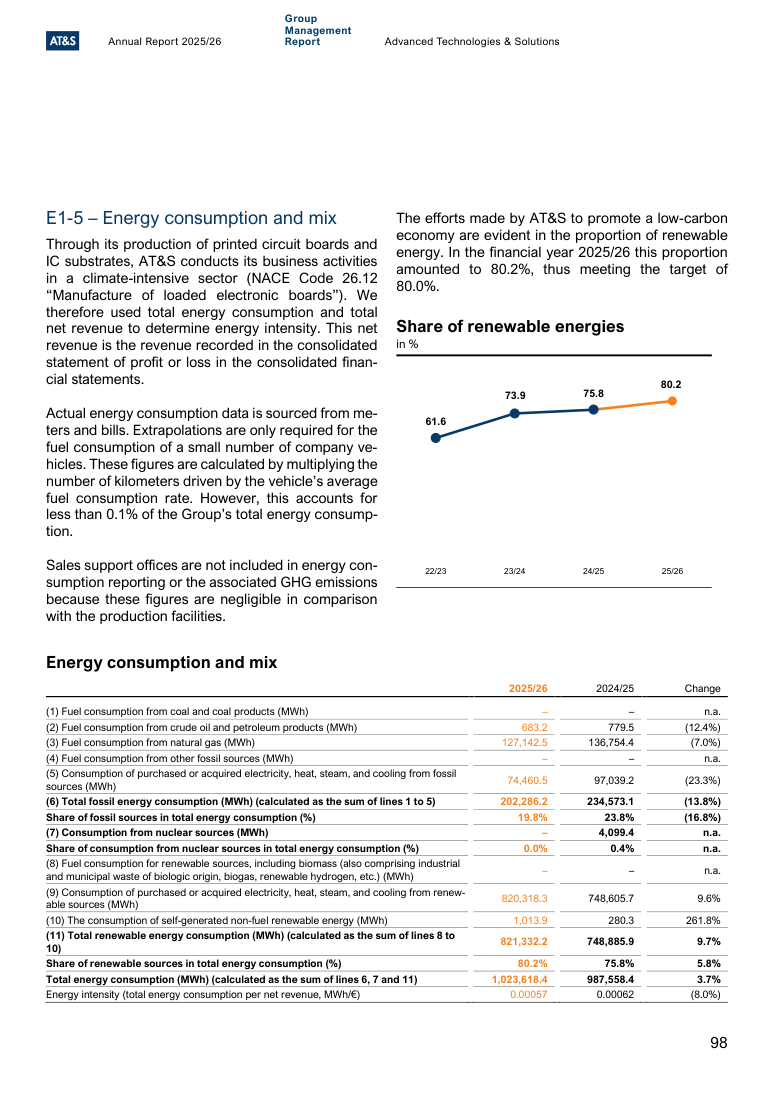 AT&S
Annual Report 2025/26
Group
Management
Report
Advanced Technologies & Solutions
E1-5 – Energy consumption and mix
Through its production of printed circuit boards and
IC substrates, AT&S conducts its business activities
in a climate-intensive sector (NACE Code 26.12
“Manufacture of loaded electronic boards”). We
therefore used total energy consumption and total
net revenue to determine energy intensity. This net
revenue is the revenue recorded in the consolidated
statement of profit or loss in the consolidated finan-
cial statements.
Actual energy consumption data is sourced from me-
ters and bills. Extrapolations are only required for the
fuel consumption of a small number of company ve-
hicles. These figures are calculated by multiplying the
number of kilometers driven by the vehicle’s average
fuel consumption rate. However, this accounts for
less than 0.1% of the Group’s total energy consump-
tion.
Sales support offices are not included in energy con-
sumption reporting or the associated GHG emissions
because these figures are negligible in comparison
with the production facilities.
The efforts made by AT&S to promote a low-carbon
economy are evident in the proportion of renewable
energy. In the financial year 2025/26 this proportion
amounted to 80.2%, thus meeting the target of
80.0%.
Share of renewable energies
in %
61.6 73.9 75.8 80.2
22/23 23/24 24/25 25/26
Energy consumption and mix
2025/26 2024/25 Change
(1) Fuel consumption from coal and coal products (MWh) – – n.a.
(2) Fuel consumption from crude oil and petroleum products (MWh) 683.2 779.5 (12.4%)
(3) Fuel consumption from natural gas (MWh) 127,142.5 136,754.4 (7.0%)
(4) Fuel consumption from other fossil sources (MWh) – – n.a.
(5) Consumption of purchased or acquired electricity, heat, steam, and cooling from fossil
sources (MWh) 74,460.5 97,039.2 (23.3%)
(6) Total fossil energy consumption (MWh) (calculated as the sum of lines 1 to 5) 202,286.2 234,573.1 (13.8%)
Share of fossil sources in total energy consumption (%) 19.8% 23.8% (16.8%)
(7) Consumption from nuclear sources (MWh) – 4,099.4 n.a.
Share of consumption from nuclear sources in total energy consumption (%) 0.0% 0.4% n.a.
(8) Fuel consumption for renewable sources, including biomass (also comprising industrial
and municipal waste of biologic origin, biogas, renewable hydrogen, etc.) (MWh) – – n.a.
(9) Consumption of purchased or acquired electricity, heat, steam, and cooling from renew-
able sources (MWh) 820,318.3 748,605.7 9.6%
(10) The consumption of self-generated non-fuel renewable energy (MWh) 1,013.9 280.3 261.8%
(11) Total renewable energy consumption (MWh) (calculated as the sum of lines 8 to
10) 821,332.2 748,885.9 9.7%
Share of renewable sources in total energy consumption (%) 80.2% 75.8% 5.8%
Total energy consumption (MWh) (calculated as the sum of lines 6, 7 and 11) 1,023,618.4 987,558.4 3.7%
Energy intensity (total energy consumption per net revenue, MWh/€) 0.00057 0.00062 (8.0%)
98